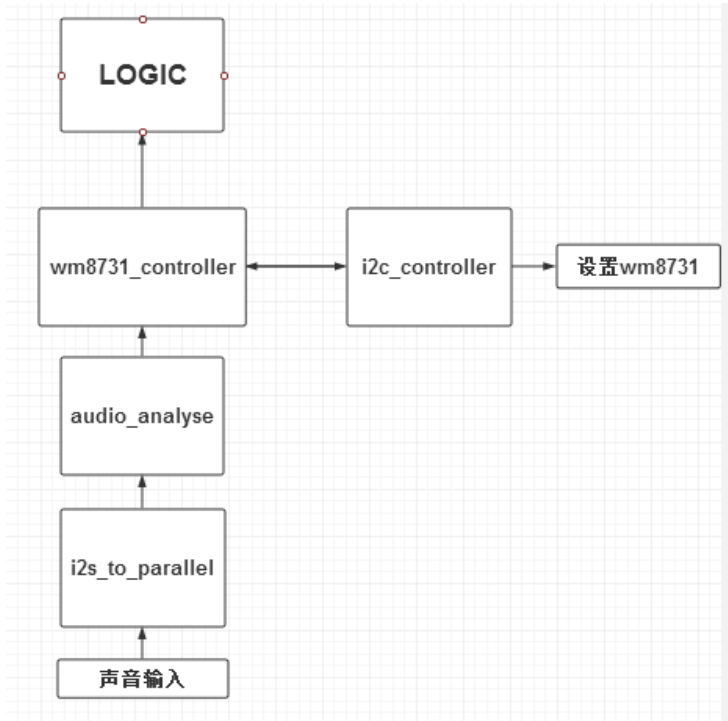 LOGIC
wm8731_controller
i2c_controller
设置wm8731
audio_analyse
i2s_to_parallel
声音输入